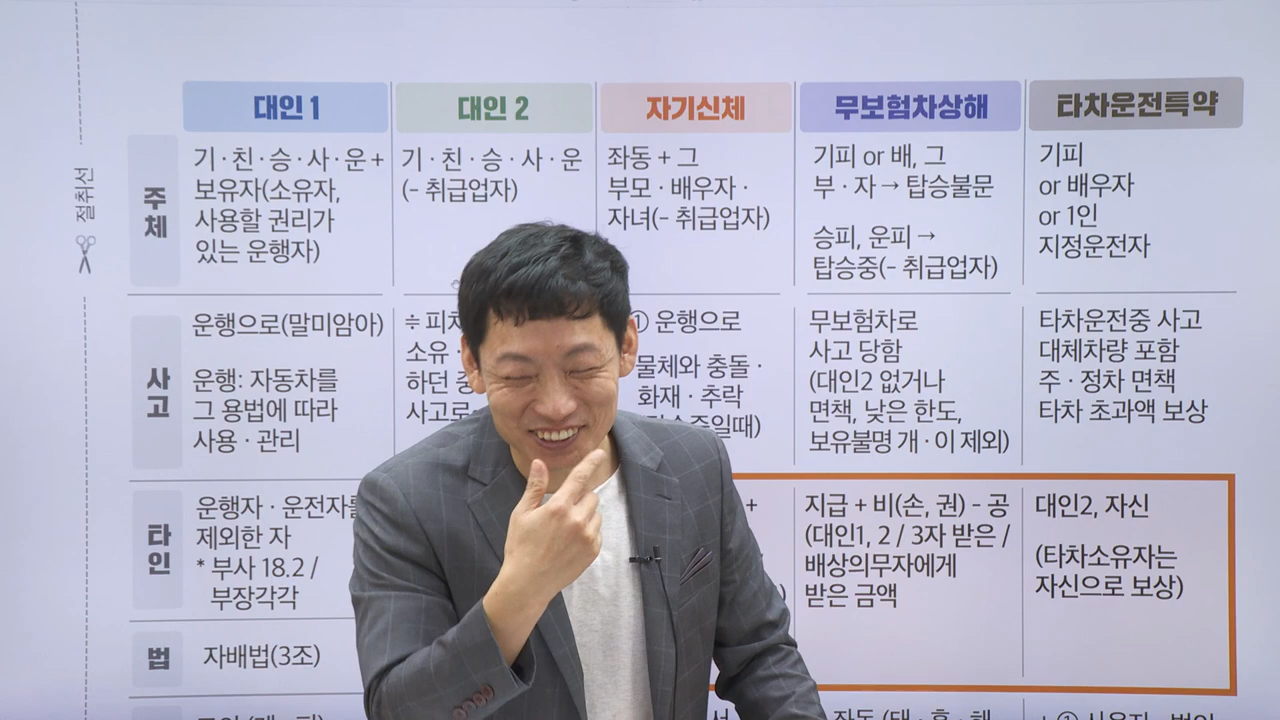 대인 1
대인 2
자기신체
무보험차상해
타차운전특약
절취선
주체
기 · 친 · 승 · 사 · 운 +
보유자(소유자,
사용할 권리가
있는 운행자)
기 · 친 · 승 · 사 · 운
(- 취급업자)
좌동 + 그
부모 · 배우자 ·
자녀(- 취급업자)
기피 or 배, 그
부 · 자 → 탑승불문
승피, 운피 →
탑승중(- 취급업자)
기피
or 배우자
or 1인
지정운전자
사고
운행으로(말미암아)
운행: 자동차를
그 용법에 따라
사용 · 관리
≑ 피
소유 ·
하던
사고로
① 운행으로
물체와 충돌 ·
화재 · 추락
무보험차로
사고 당함
(대인2 없거나
면책, 낮은 한도,
보유불명 개 · 이 제외)
타차운전중 사고
대체차량 포함
주 · 정차 면책
타차 초과액 보상
타인
운행자 · 운전자를
제외한 자
* 부사 18.2 /
부장각각
+
)
지급 + 비(손, 권) - 공
(대인1, 2 / 3자 받은 /
배상의무자에게
받은 금액
대인2, 자신
(타차소유자는
자신으로 보상)
법
자배법(3조)